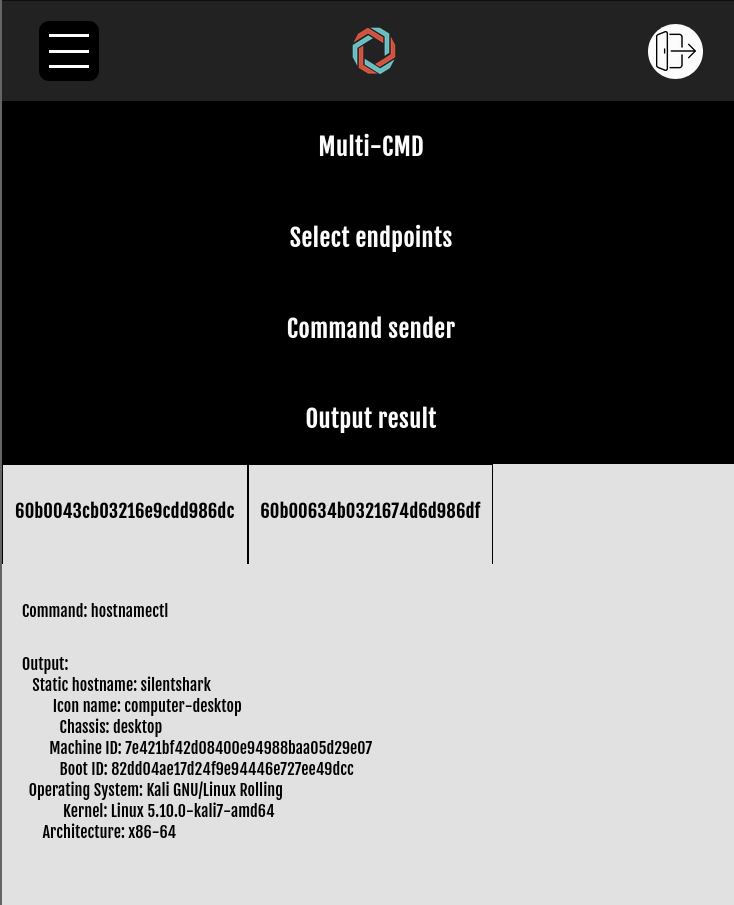 Multi-CMD
Select endpoints
Command sender
Output result
60b0043cb03216e9cdd986dc 60b00634b0321674d6d986df
Command: hostnamectl
Output:
Static hostname: silentshark
Icon name: computer-desktop
Chassis: desktop
Machine ID: 7e421bf42d08400e94988baa05d29e07
Boot ID: 82dd04ae17d24f9e94446e727ee49dcc
Operating System: Kali GNU/Linux Rolling
Kernel: Linux 5.10.0-kali7-amd64
Architecture: x86-64